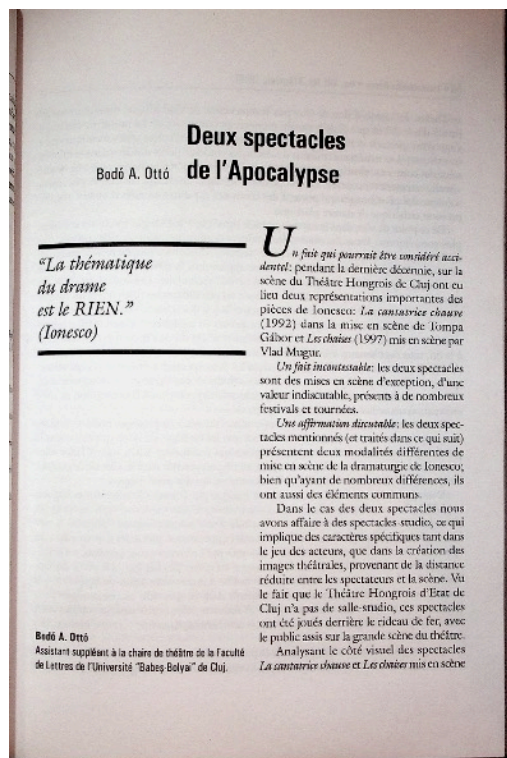 Deux spectacles
de l'Apocalypse
Bodó A. Ottó
"La thématique
du drame
est le RIEN."
(Ionesco)
Un fait qui pourrait être considéré acci-
dentel: pendant la dernière décennie, sur la
scène du Théâtre Hongrois de Cluj ont eu
lieu deux représentations importantes des
pièces de Ionesco: La cantatrice chauve
(1992) dans la mise en scène de Tompa
Gábor et Les chaises (1997) mis en scène par
Vlad Mugur.
Un fait incontestable: les deux spectacles
sont des mises en scène d'exception, d'une
valeur indiscutable, présents à de nombreux
festivals et tournées.
Une affirmation discutable: les deux spec-
tacles mentionnés (et traités dans ce qui suit)
présentent deux modalités différentes de
mise en scène de la dramaturgie de Ionesco;
bien qu'ayant de nombreux différences, ils
ont aussi des éléments communs.
Dans le cas des deux spectacles nous
avons affaire à des spectacles-studio, ce qui
implique des caractères spécifiques tant dans
le jeu des acteurs, que dans la création des
images théâtrales, provenant de la distance
réduite entre les spectateurs et la scène. Vu
le fait que le Théâtre Hongrois d'Etat de
Cluj n'a pas de salle-studio, ces spectacles
ont été joués derrière le rideau de fer, avec
le public assis sur la grande scène du théâtre.
Analysant le côté visuel des spectacles
La cantatrice chauve et Les chaises mis en scène
Bodó A. Ottó
Assistant suppléant à la chaire de théâtre de la Faculté
de Lettres de l'Université "Babeş-Bolyai" de Cluj.